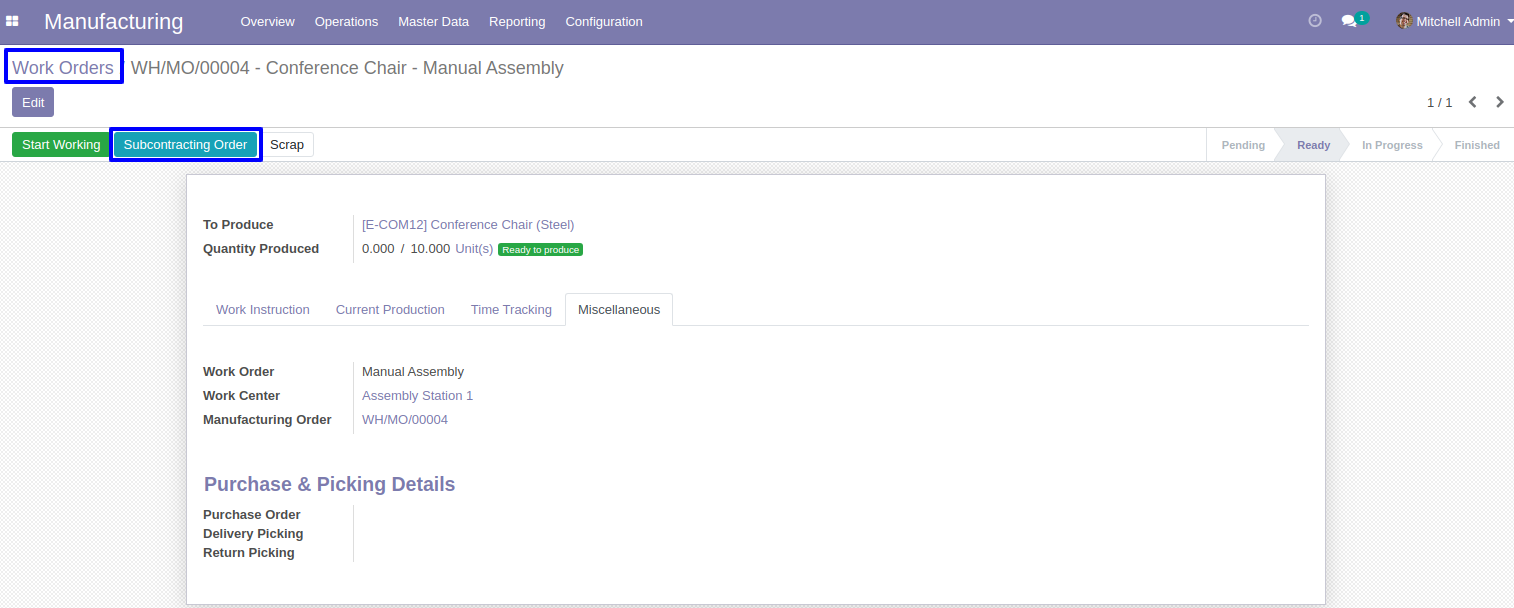 Manufacturing Overview Operations Master Data Reporting Configuration 1 Mitchell Admin
Work Orders / WH/MO/00004 - Conference Chair - Manual Assembly
Edit 1 / 1
Start Working Subcontracting Order Scrap Pending Ready In Progress Finished
To Produce [E-COM12] Conference Chair (Steel)
Quantity Produced 0.000 / 10.000 Unit(s) Ready to produce
Work Instruction Current Production Time Tracking Miscellaneous
Work Order Manual Assembly
Work Center Assembly Station 1
Manufacturing Order WH/MO/00004
Purchase & Picking Details
Purchase Order
Delivery Picking
Return Picking